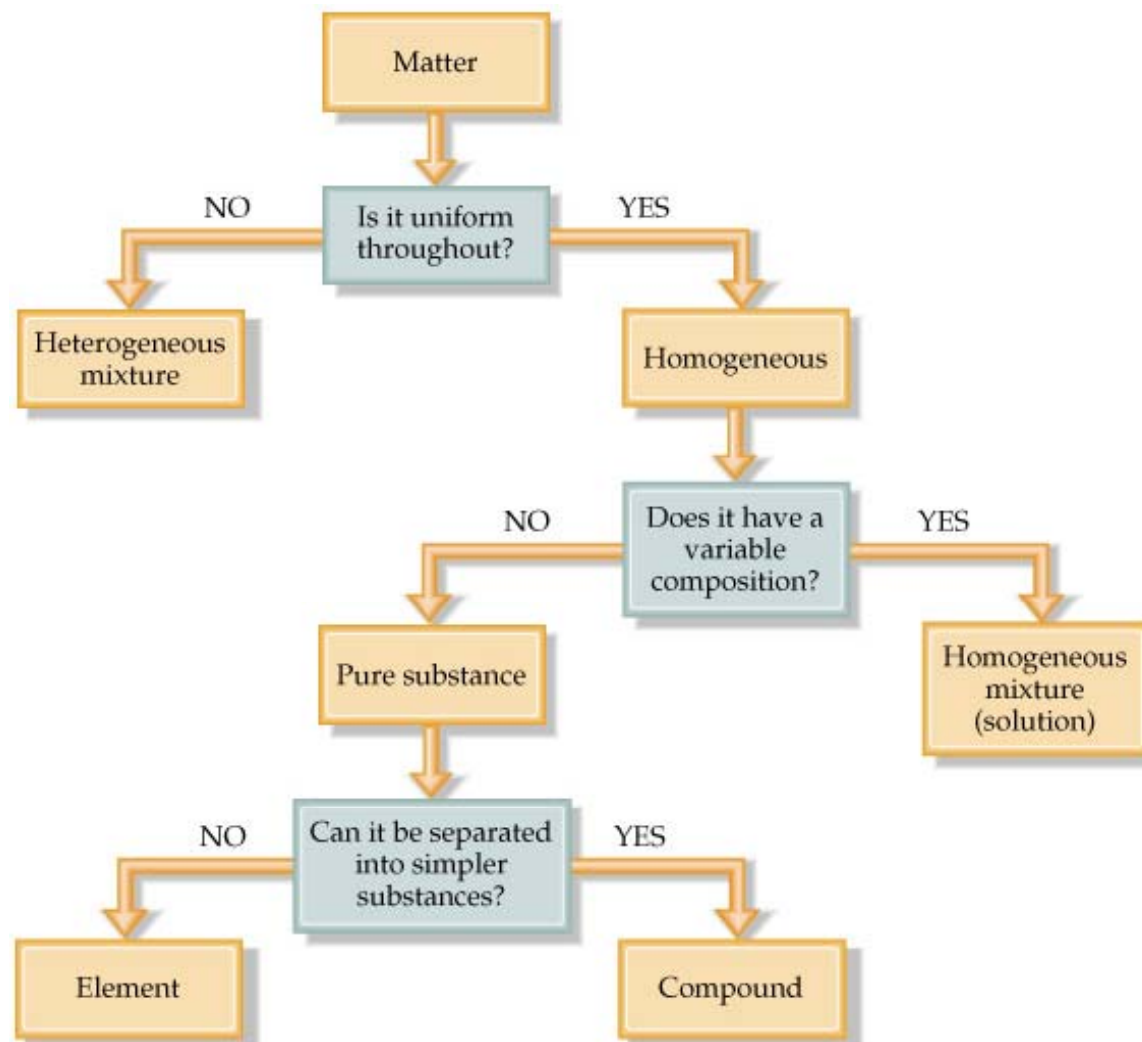 Matter
NO
Is it uniform
throughout?
YES
Heterogeneous
mixture
Homogeneous
NO
Does it have a
variable
composition?
YES
Pure substance
Homogeneous
mixture
(solution)
NO
Can it be separated
into simpler
substances?
YES
Element
Compound